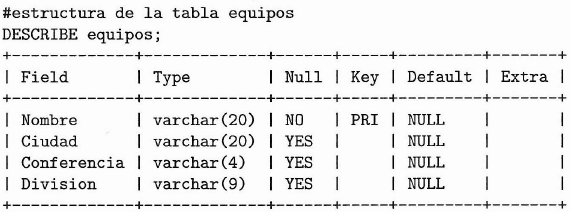 #estructura de la tabla equipos
DESCRIBE equipos;
+-------------+-------------+------+-----+---------+-------+
| Field       | Type        | Null | Key | Default | Extra |
+-------------+-------------+------+-----+---------+-------+
| Nombre      | varchar(20) | NO   | PRI | NULL    |       |
| Ciudad      | varchar(20) | YES  |     | NULL    |       |
| Conferencia | varchar(4)  | YES  |     | NULL    |       |
| Division    | varchar(9)  | YES  |     | NULL    |       |
+-------------+-------------+------+-----+---------+-------+